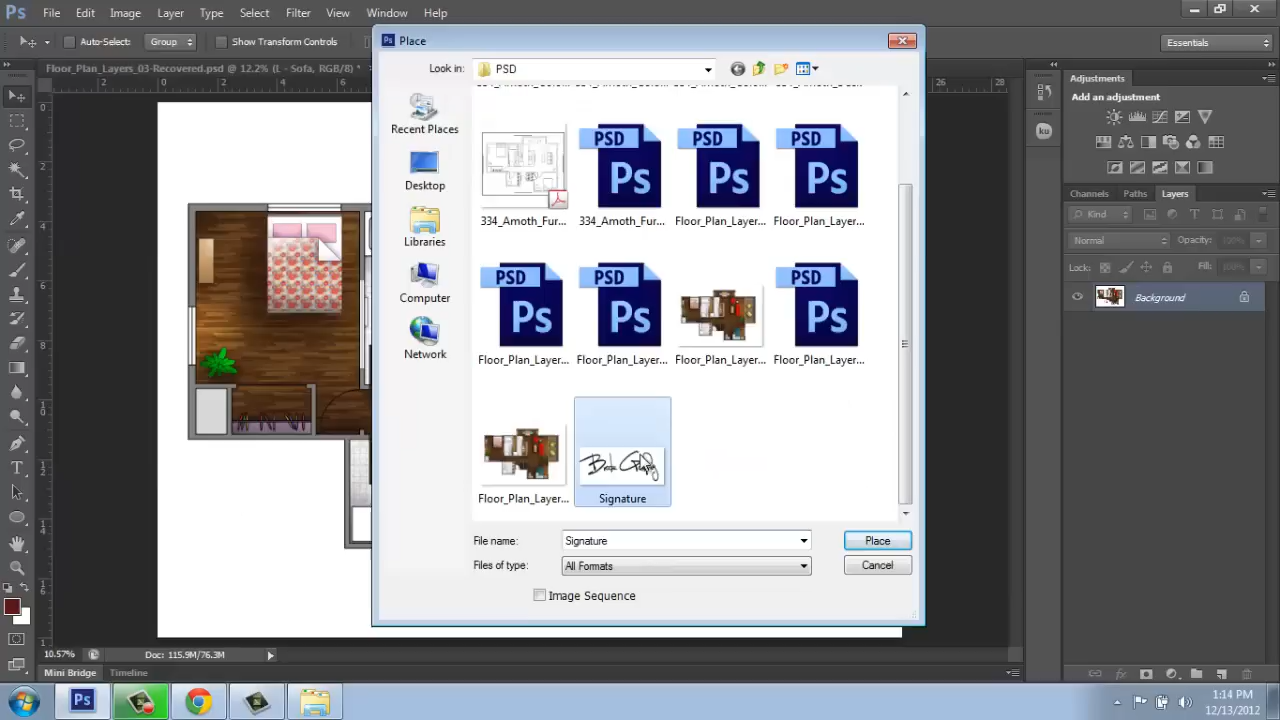 Ps File Edit Image Layer Type Select Filter View Window Help
Auto-Select: Group Show Transform Controls Essentials
Floor_Plan_Layers_03-Recovered.psd @ 12.2% (L - Sofa, RGB/8) *
Place
Look in: PSD
Recent Places
Desktop
Libraries
Computer
Network
334_Amoth_Fur... 334_Amoth_Fur... Floor_Plan_Layer... Floor_Plan_Layer...
Floor_Plan_Layer... Floor_Plan_Layer... Floor_Plan_Layer... Floor_Plan_Layer...
Floor_Plan_Layer... Signature
File name: Signature Place
Files of type: All Formats Cancel
Image Sequence
Adjustments
Add an adjustment
Channels Paths Layers
Kind
Normal Opacity: 100%
Lock: Fill: 100%
Background
10.57% Doc: 115.9M/76.3M
Mini Bridge Timeline
1:14 PM
12/13/2012